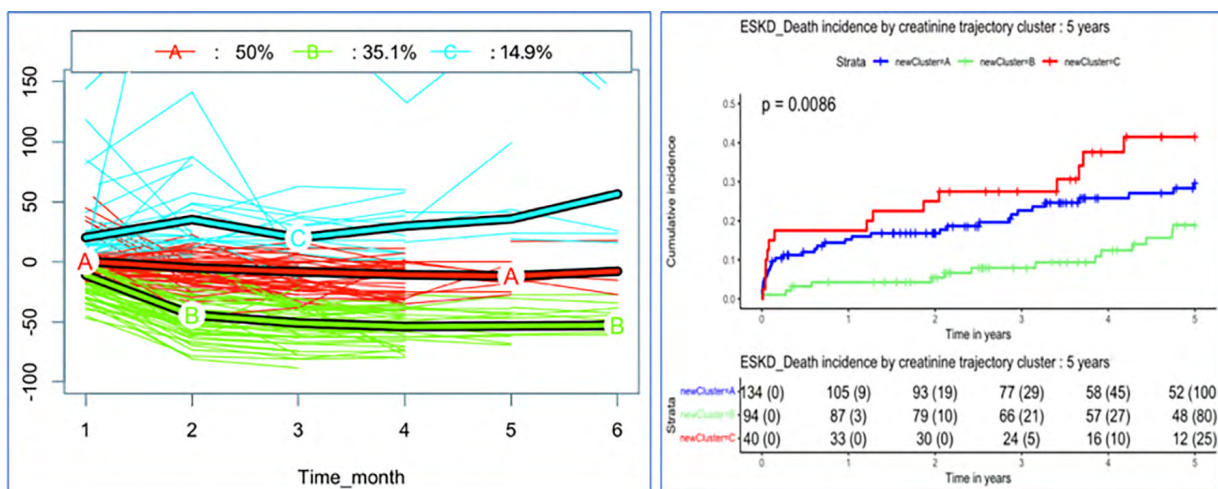 A : 50% B : 35.1% C : 14.9%
150
100
50
0
-50
-100
A
B
C
A
B
1 2 3 4 5 6
Time_month
ESKD_Death incidence by creatinine trajectory cluster : 5 years
Strata newCluster=A newCluster=B newCluster=C
p = 0.0086
Cumulative incidence
0.5
0.4
0.3
0.2
0.1
0.0
0 1 2 3 4 5
Time in years
ESKD_Death incidence by creatinine trajectory cluster : 5 years
Strata
newCluster=A 134 (0) 105 (9) 93 (19) 77 (29) 58 (45) 52 (100
newCluster=B 94 (0) 87 (3) 79 (10) 66 (21) 57 (27) 48 (80)
newCluster=C 40 (0) 33 (0) 30 (0) 24 (5) 16 (10) 12 (25)
0 1 2 3 4 5
Time in years